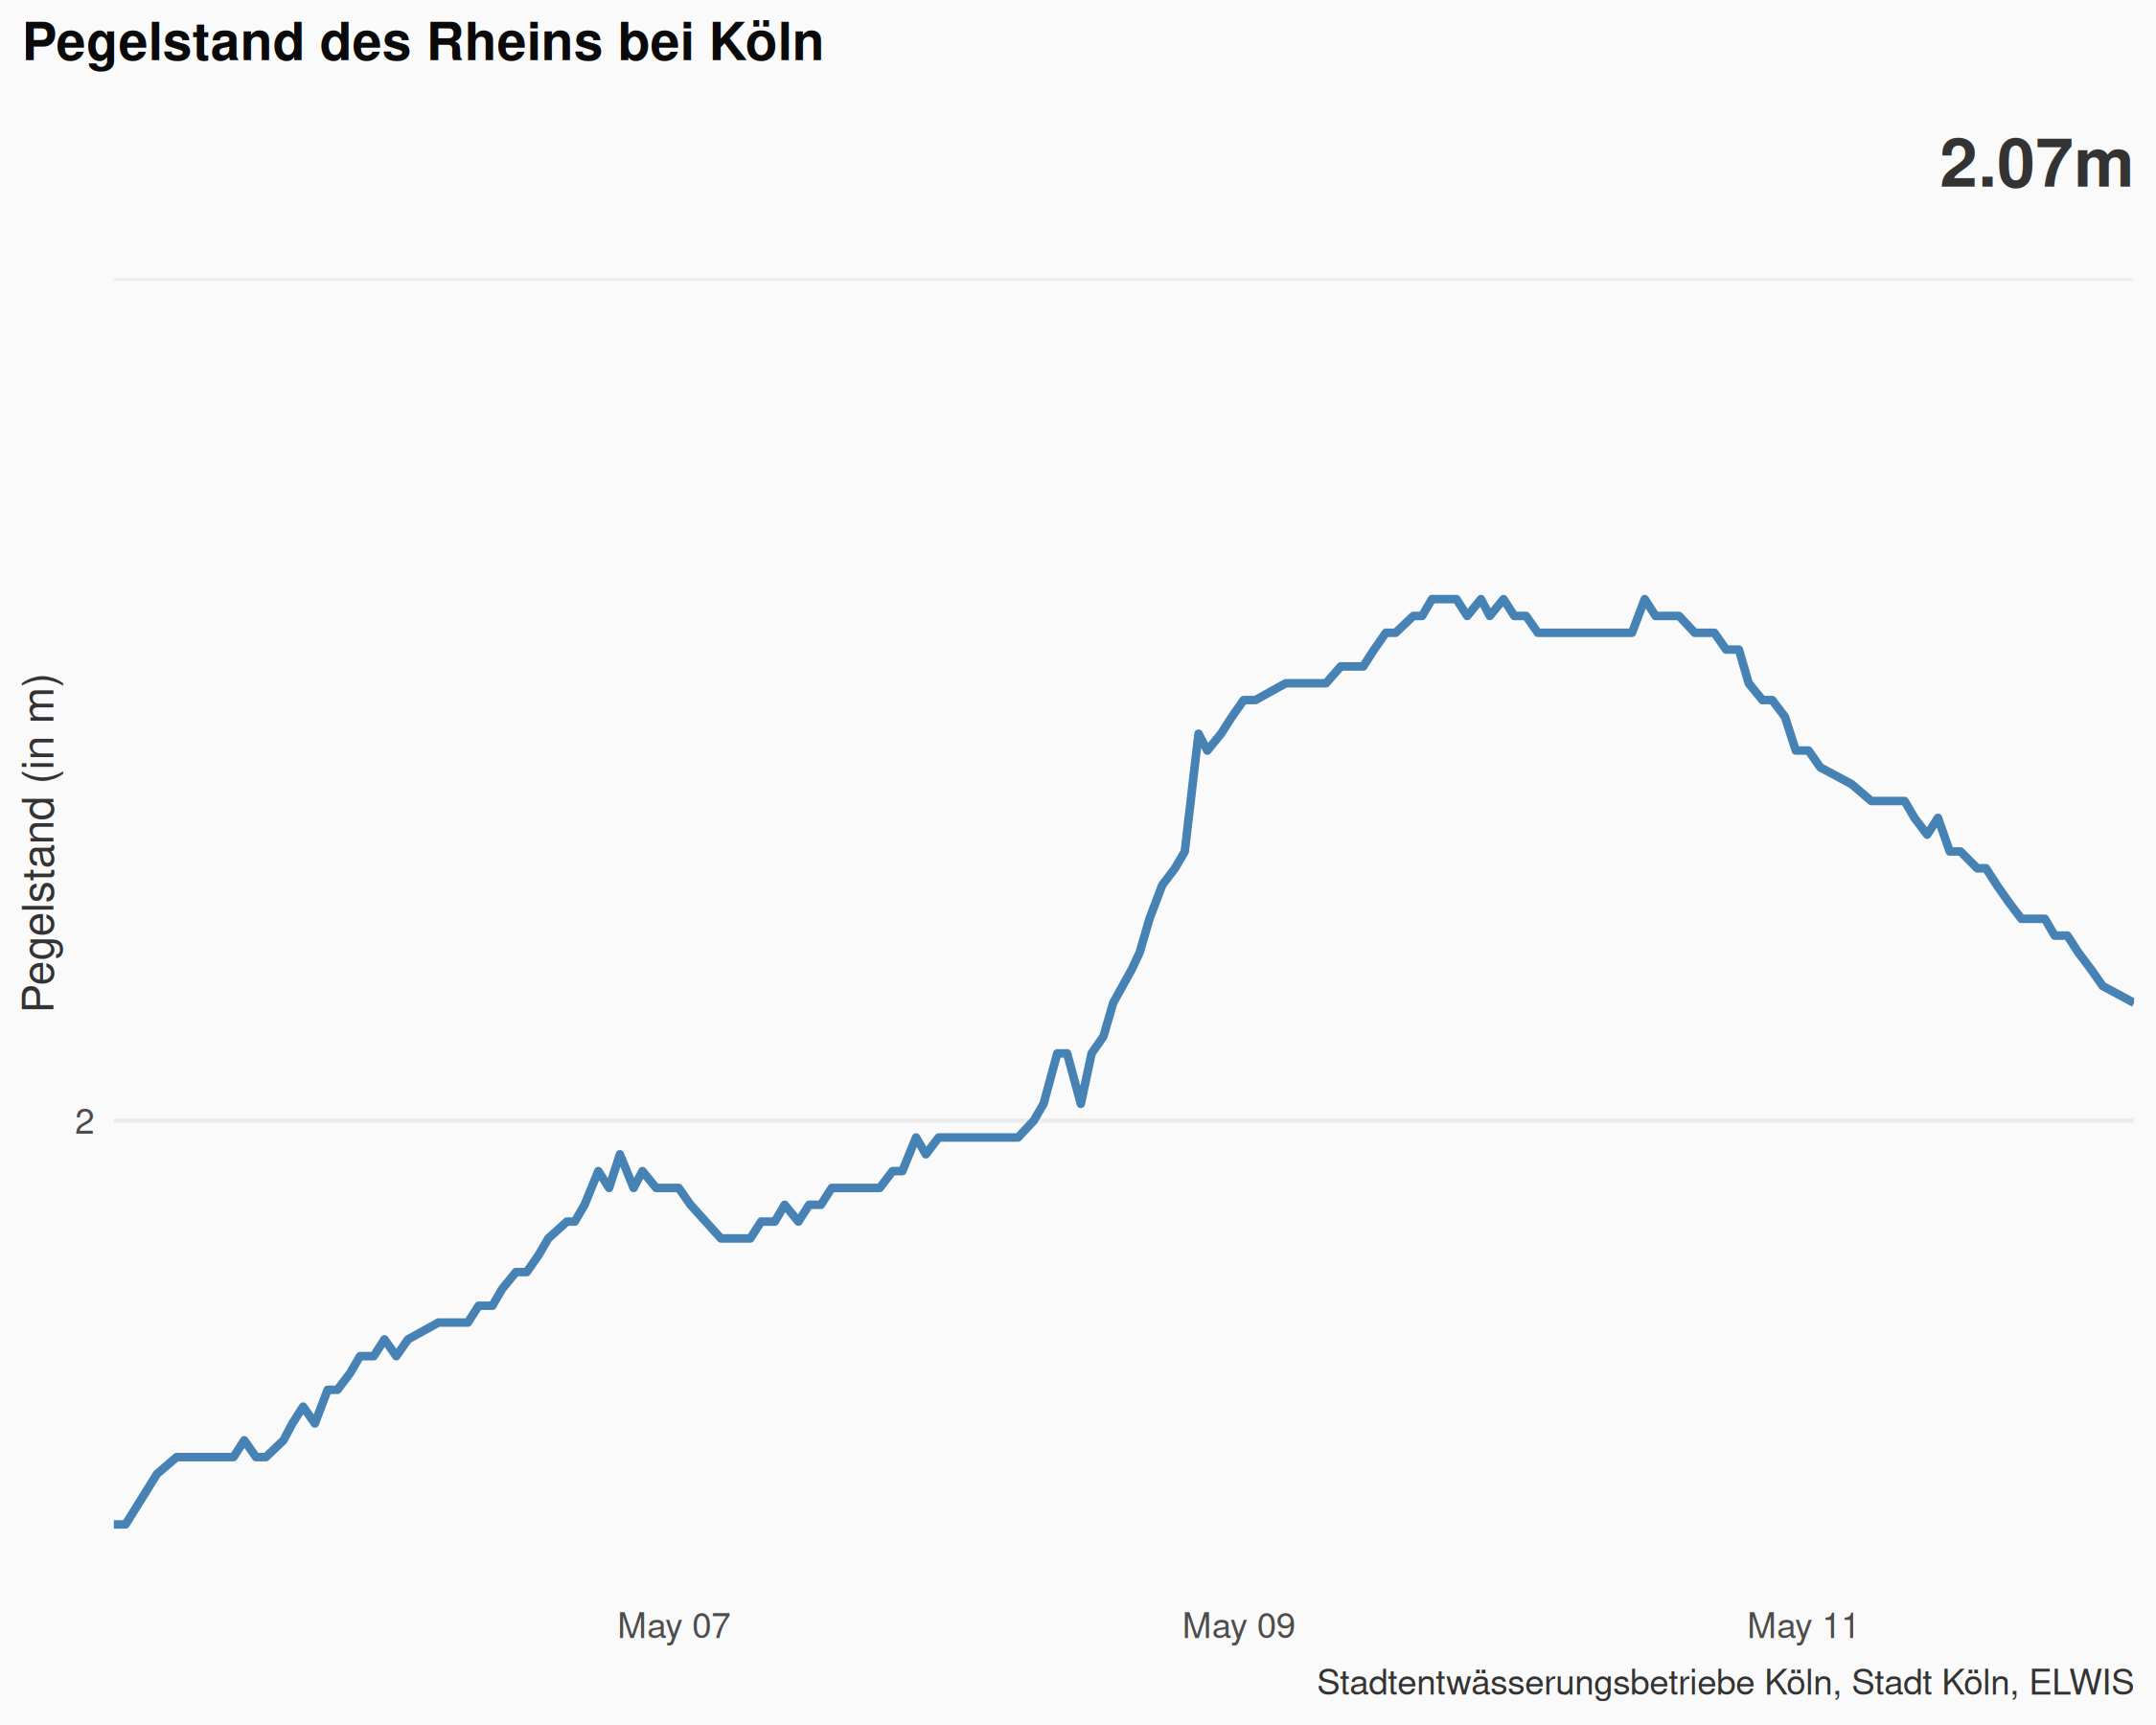 Pegelstand des Rheins bei Köln
2.07m
Pegelstand (in m)
2
May 07
May 09
May 11
Stadtentwässerungsbetriebe Köln, Stadt Köln, ELWIS